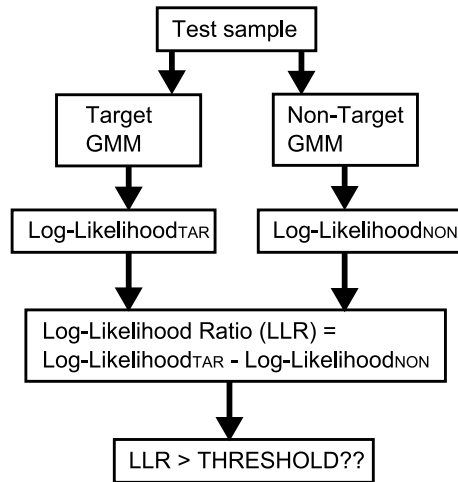 Test sample
Target
GMM
Non-Target
GMM
Log-LikelihoodTAR
Log-LikelihoodNON
Log-Likelihood Ratio (LLR) =
Log-LikelihoodTAR - Log-LikelihoodNON
LLR > THRESHOLD??